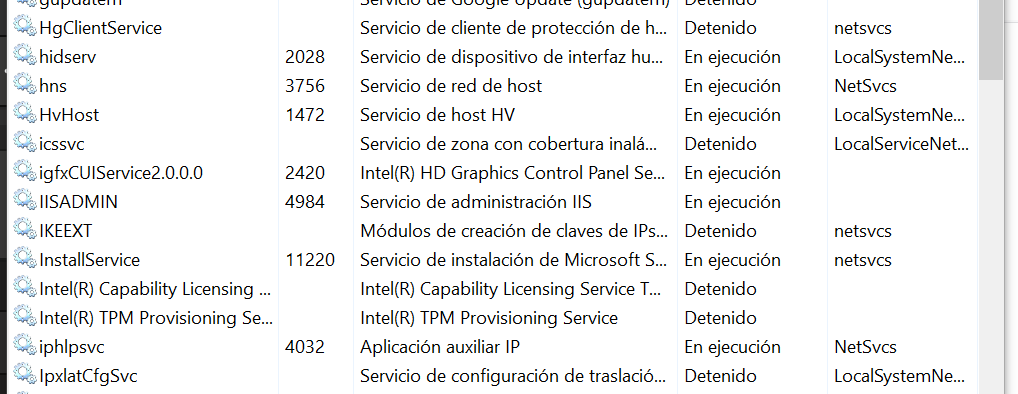 gupdatem Servicio de Google Update (gupdatem) Detenido
HgClientService Servicio de cliente de protección de h... Detenido netsvcs
hidserv 2028 Servicio de dispositivo de interfaz hu... En ejecución LocalSystemNe...
hns 3756 Servicio de red de host En ejecución NetSvcs
HvHost 1472 Servicio de host HV En ejecución LocalSystemNe...
icssvc Servicio de zona con cobertura inalá... Detenido LocalServiceNet...
igfxCUIService2.0.0.0 2420 Intel(R) HD Graphics Control Panel Se... En ejecución
IISADMIN 4984 Servicio de administración IIS En ejecución
IKEEXT Módulos de creación de claves de IPs... Detenido netsvcs
InstallService 11220 Servicio de instalación de Microsoft S... En ejecución netsvcs
Intel(R) Capability Licensing ... Intel(R) Capability Licensing Service T... Detenido
Intel(R) TPM Provisioning Se... Intel(R) TPM Provisioning Service Detenido
iphlpsvc 4032 Aplicación auxiliar IP En ejecución NetSvcs
IpxlatCfgSvc Servicio de configuración de traslació... Detenido LocalSystemNe...